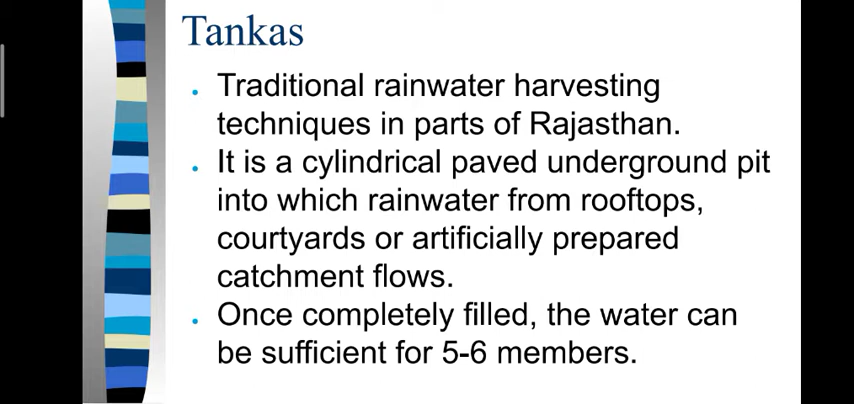 Tankas
• Traditional rainwater harvesting
techniques in parts of Rajasthan.
• It is a cylindrical paved underground pit
into which rainwater from rooftops,
courtyards or artificially prepared
catchment flows.
• Once completely filled, the water can
be sufficient for 5-6 members.